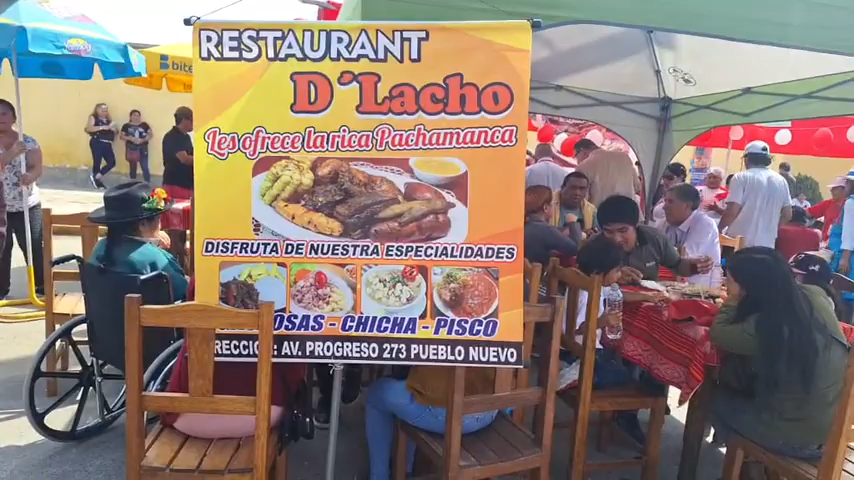 RESTAURANT
D´Lacho
Les ofrece la rica Pachamanca
DISFRUTA DE NUESTRA ESPECIALIDADES
OSAS - CHICHA Y PISCO
RECCION: AV. PROGRESO 273 PUEBLO NUEVO
bite